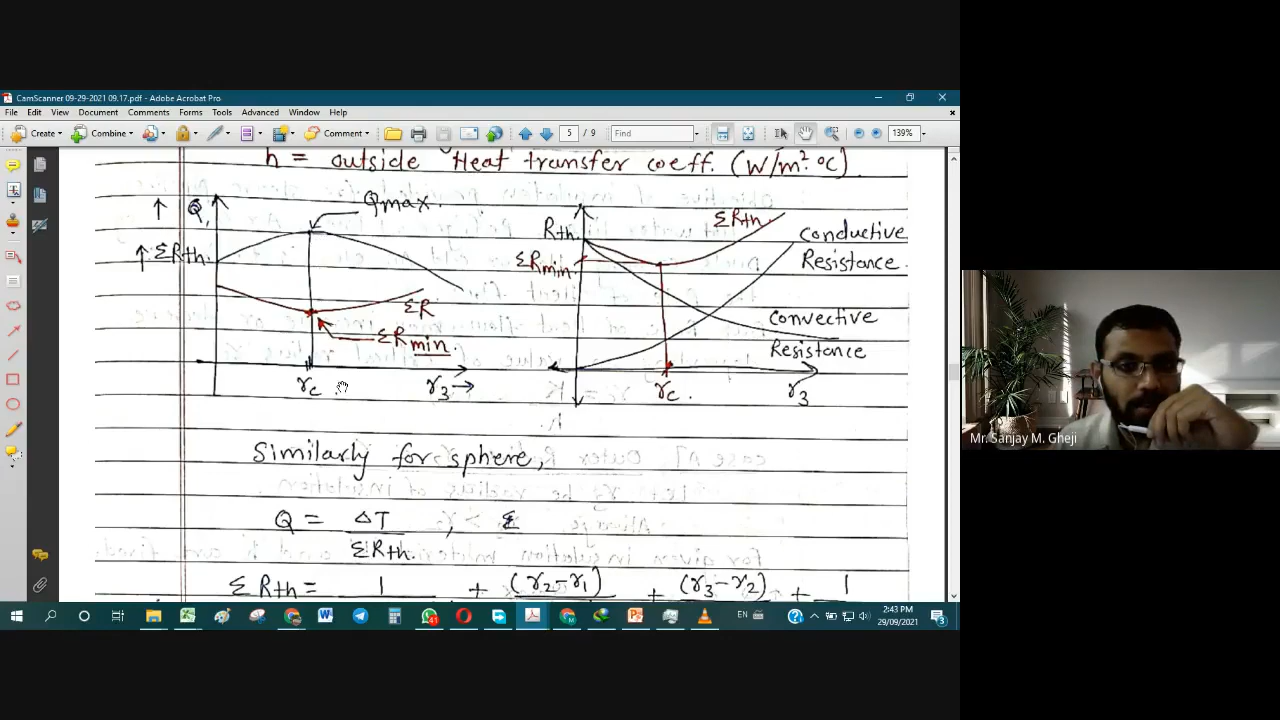 CamScanner 09-29-2021 09.17.pdf - Adobe Acrobat Pro
File Edit View Document Comments Forms Tools Advanced Window Help
Create Combine Comment 5 / 9 Find 139%
h = outside Heat transfer coeff. (W/m² °C).
↑ Q, Qmax.
↑ ΣRth.
ΣR
ΣRmin.
rc. r3 →
Rth. ΣRth
ΣRmin.
conductive
Resistance.
convective
Resistance
rc. r3
Similarly for sphere,
Q = ΔT / ΣRth. ,
ΣRth = 1 + (r2-r1) + (r3-r2) + 1
Mr. Sanjay M. Gheji
41
EN
2:43 PM
29/09/2021
3